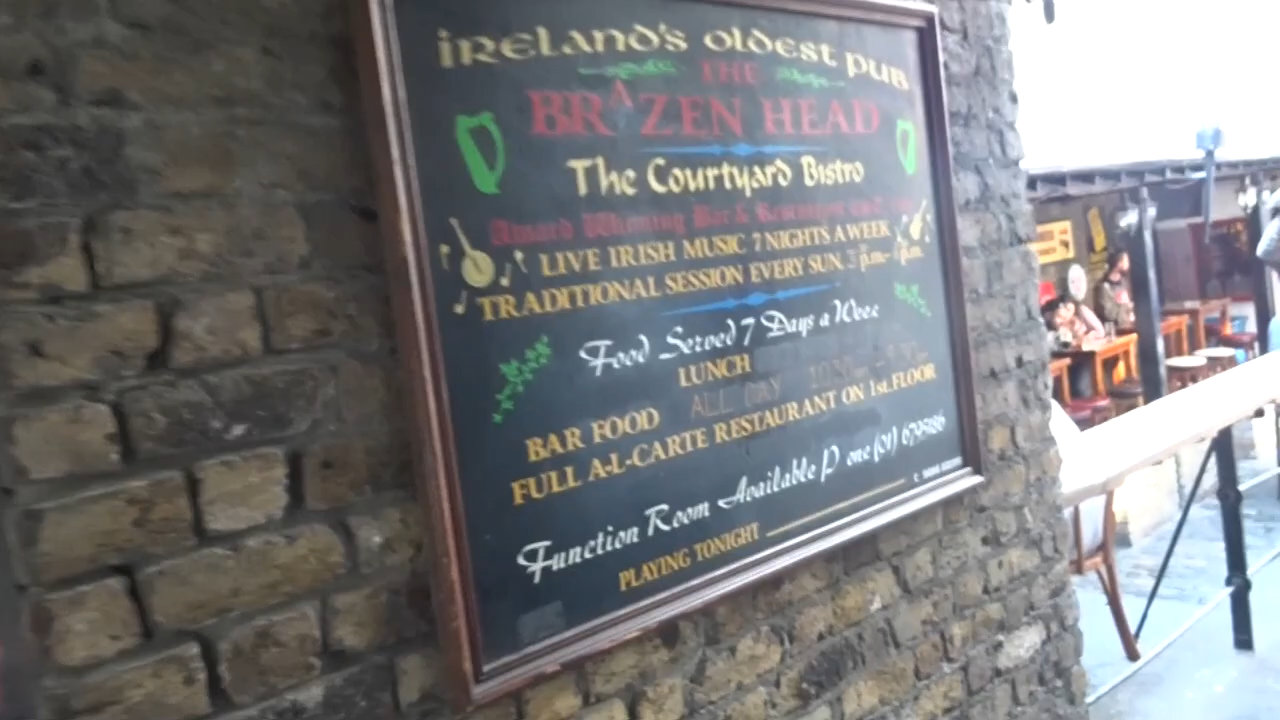 IRELAND'S OLDEST PUB
THE
BRAZEN HEAD
The Courtyard Bistro
Award Winning Bar & Restaurant
LIVE IRISH MUSIC 7 NIGHTS A WEEK
TRADITIONAL SESSION EVERY SUN. p.m.- p.m.
Food Served 7 Days a Week
LUNCH
BAR FOOD ALL DAY
FULL A-L-CARTE RESTAURANT ON 1st.FLOOR
Function Room Available P one (01)
PLAYING TONIGHT